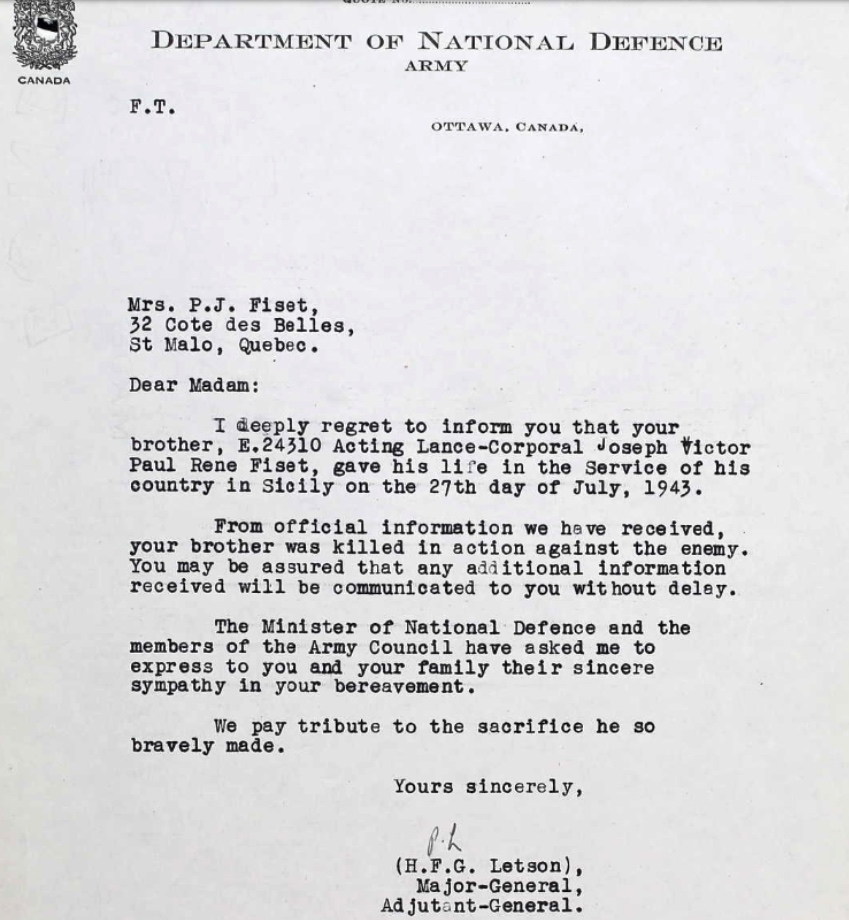 QUOTE NO.
CANADA
DEPARTMENT OF NATIONAL DEFENCE
ARMY
F.T.
OTTAWA, CANADA,
Mrs. P.J. Fiset,
32 Cote des Belles,
St Malo, Quebec.
Dear Madam:
I deeply regret to inform you that your
brother, E.24310 Acting Lance-Corporal Joseph Victor
Paul Rene Fiset, gave his life in the Service of his
country in Sicily on the 27th day of July, 1943.
From official information we have received,
your brother was killed in action against the enemy.
You may be assured that any additional information
received will be communicated to you without delay.
The Minister of National Defence and the
members of the Army Council have asked me to
express to you and your family their sincere
sympathy in your bereavement.
We pay tribute to the sacrifice he so
bravely made.
Yours sincerely,
(H.F.G. Letson),
Major-General,
Adjutant-General.